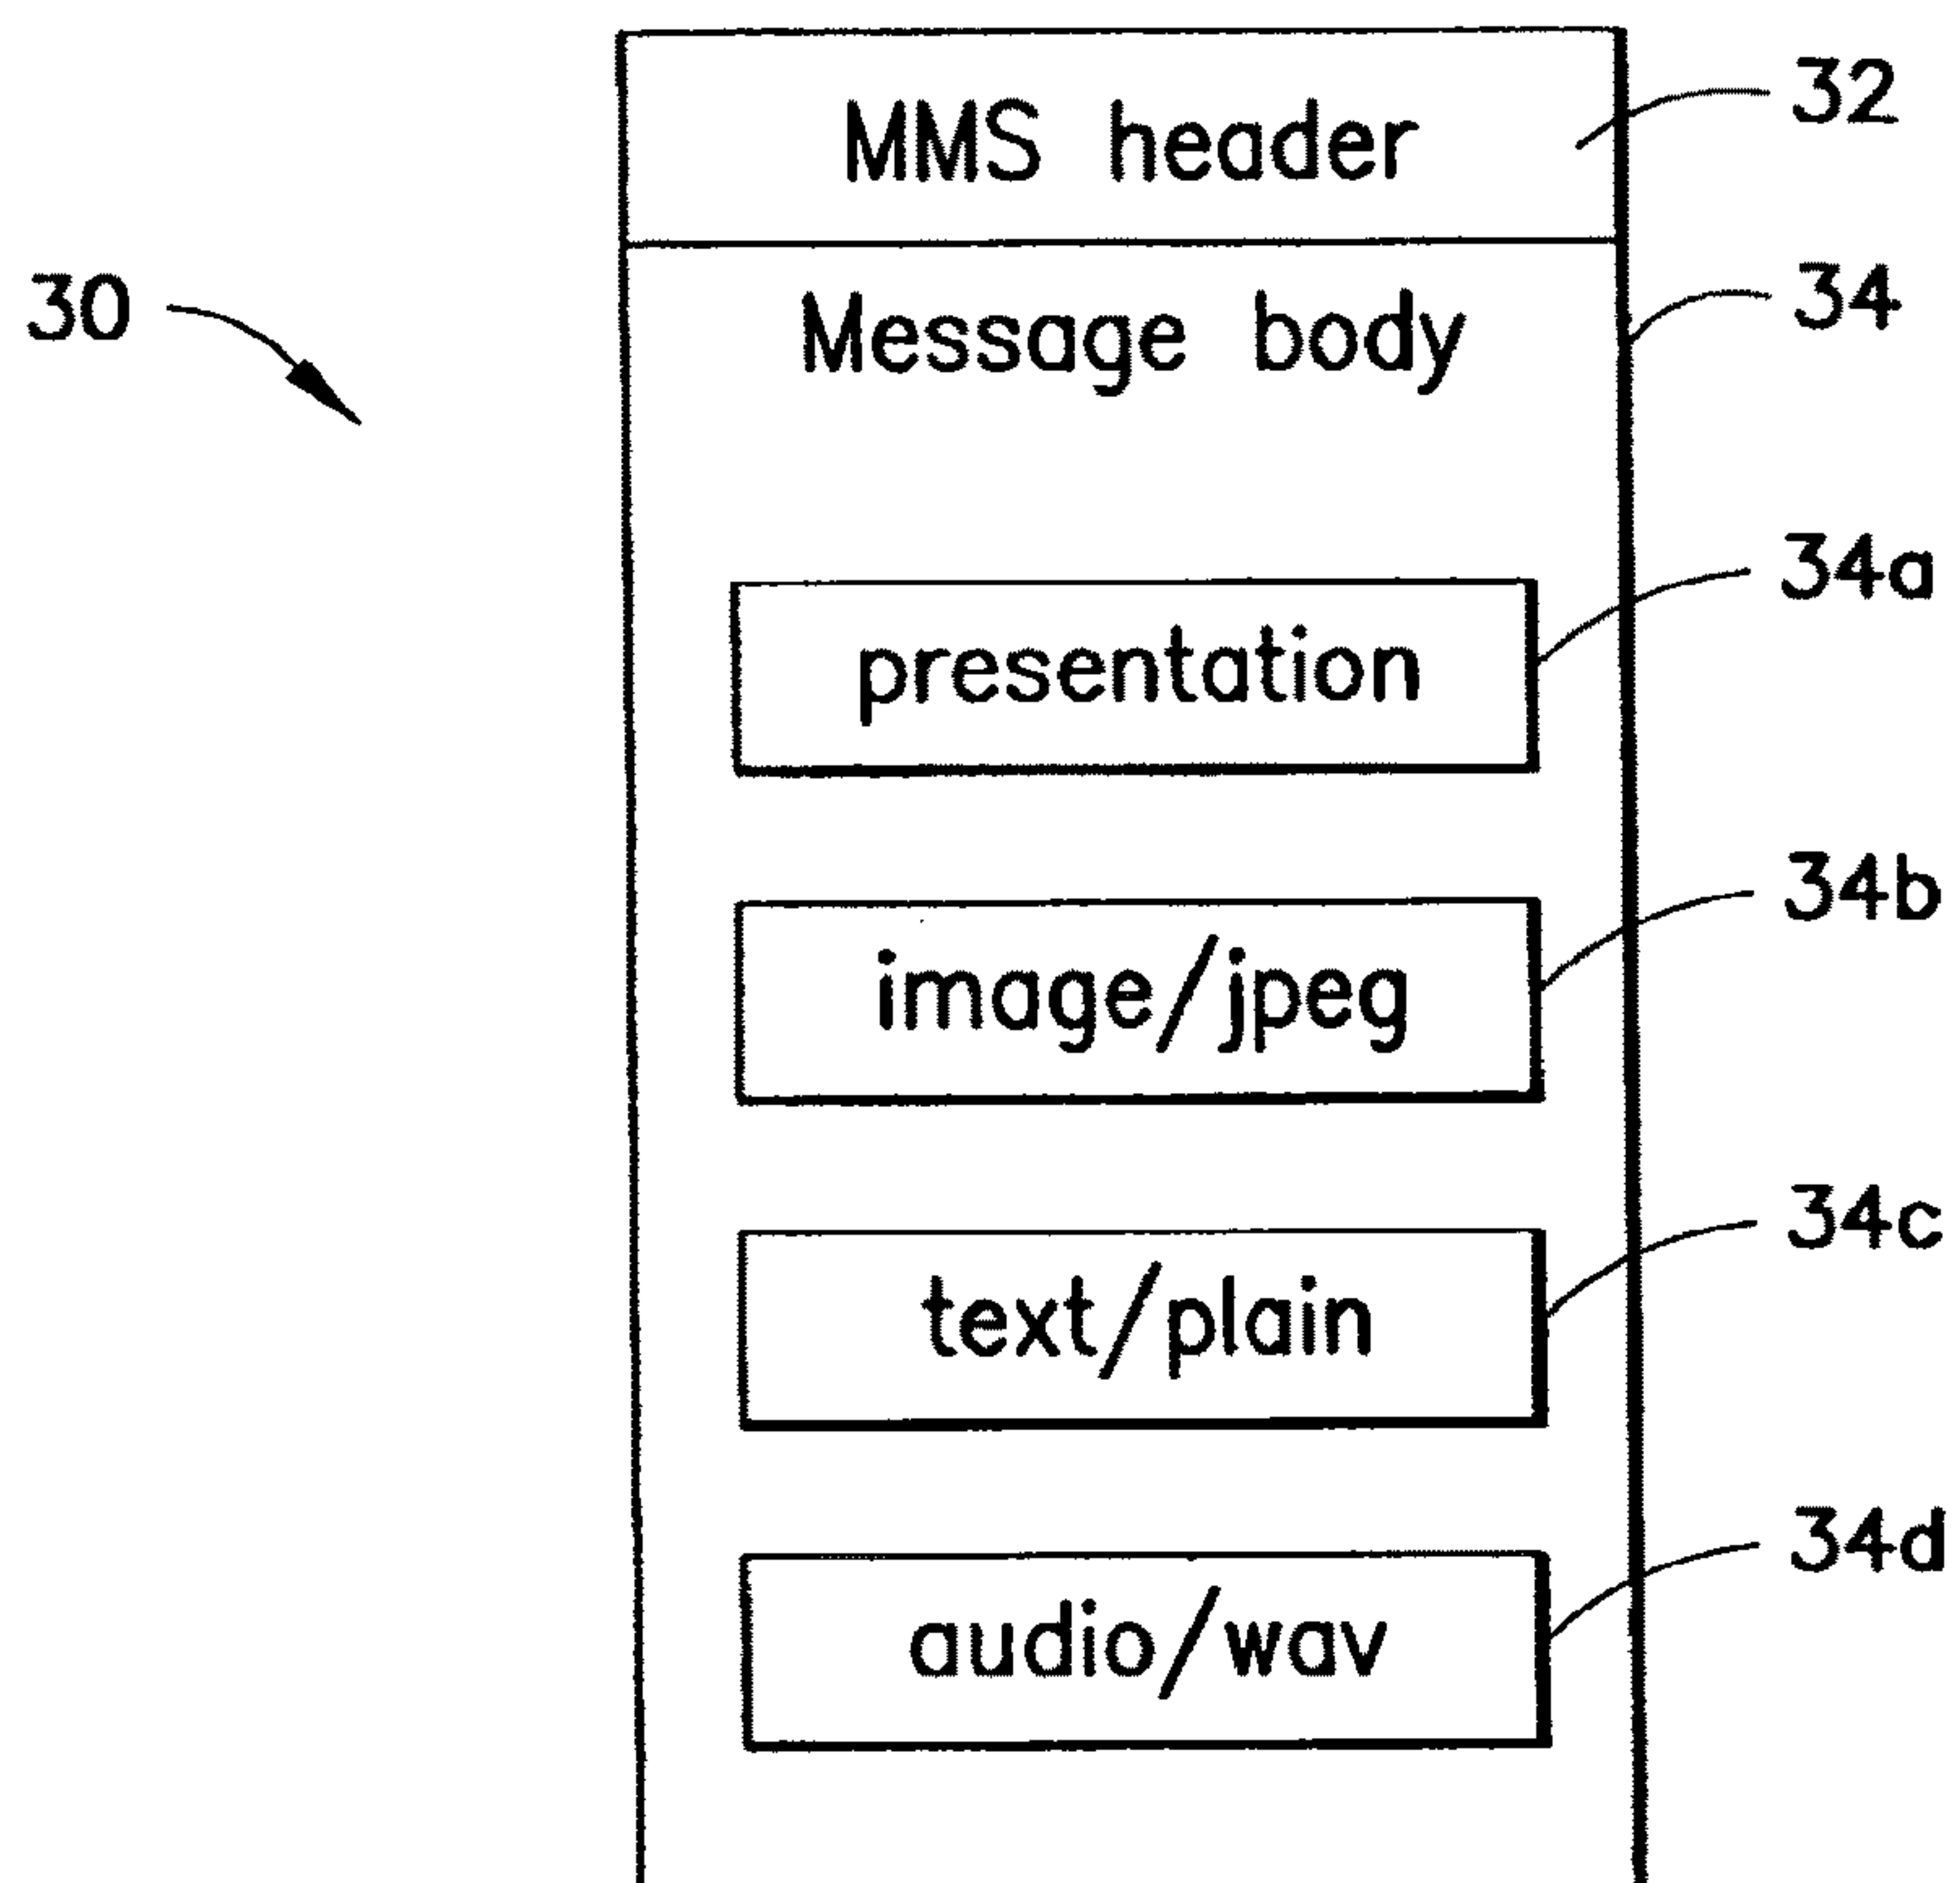 MMS header 32
30
Message body 34
presentation 34a
image/jpeg 34b
text/plain 34c
audio/wav 34d